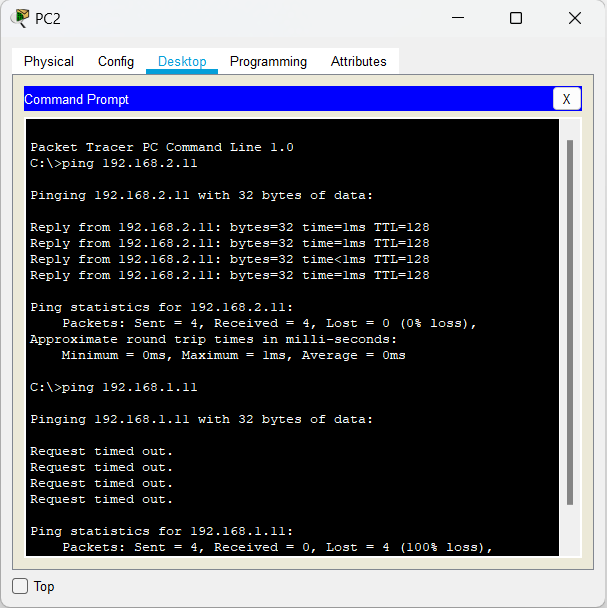 PC2
Physical Config Desktop Programming Attributes
Command Prompt X
Packet Tracer PC Command Line 1.0
C:\>ping 192.168.2.11
Pinging 192.168.2.11 with 32 bytes of data:
Reply from 192.168.2.11: bytes=32 time=1ms TTL=128
Reply from 192.168.2.11: bytes=32 time=1ms TTL=128
Reply from 192.168.2.11: bytes=32 time<1ms TTL=128
Reply from 192.168.2.11: bytes=32 time=1ms TTL=128
Ping statistics for 192.168.2.11:
    Packets: Sent = 4, Received = 4, Lost = 0 (0% loss),
Approximate round trip times in milli-seconds:
    Minimum = 0ms, Maximum = 1ms, Average = 0ms
C:\>ping 192.168.1.11
Pinging 192.168.1.11 with 32 bytes of data:
Request timed out.
Request timed out.
Request timed out.
Request timed out.
Ping statistics for 192.168.1.11:
    Packets: Sent = 4, Received = 0, Lost = 4 (100% loss),
Top